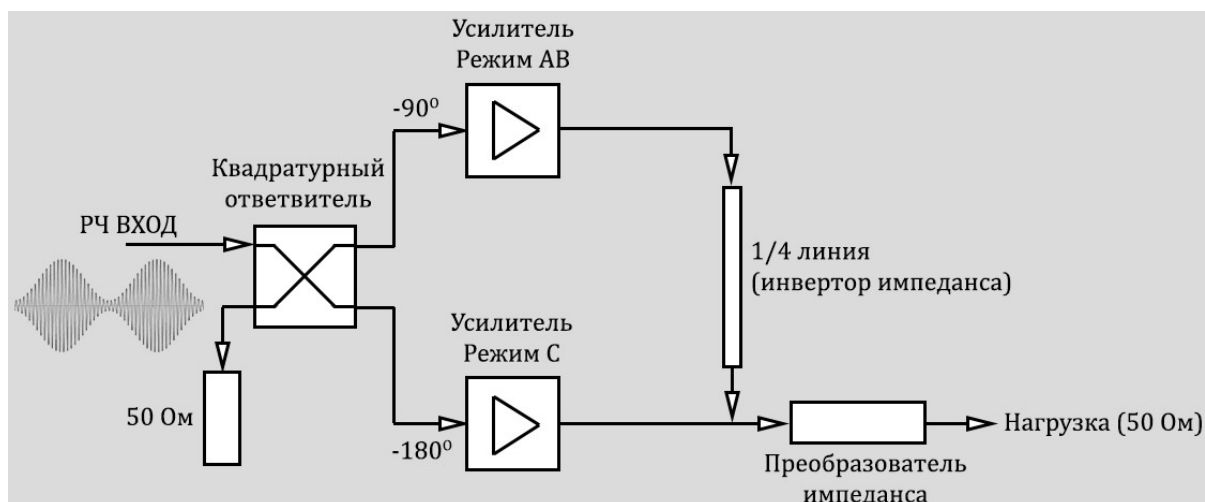 Усилитель
Режим АВ
-90⁰
Квадратурный
ответвитель
РЧ ВХОД
1/4 линия
(инвертор импеданса)
Усилитель
Режим С
50 Ом
-180⁰
Нагрузка (50 Ом)
Преобразователь
импеданса